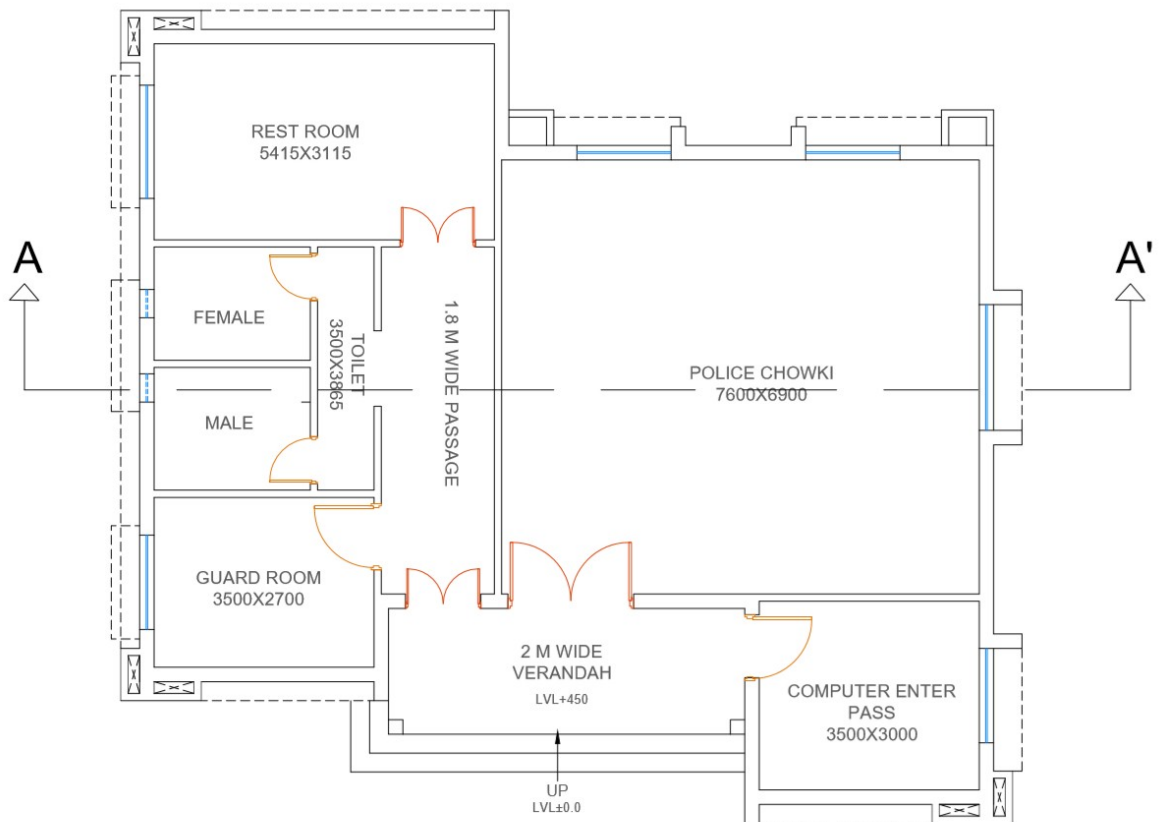 REST ROOM
5415X3115
A
A'
FEMALE
TOILET
3500X3865
1.8 M WIDE PASSAGE
POLICE CHOWKI
7600X6900
MALE
GUARD ROOM
3500X2700
2 M WIDE
VERANDAH
LVL+450
COMPUTER ENTER
PASS
3500X3000
UP
LVL±0.0